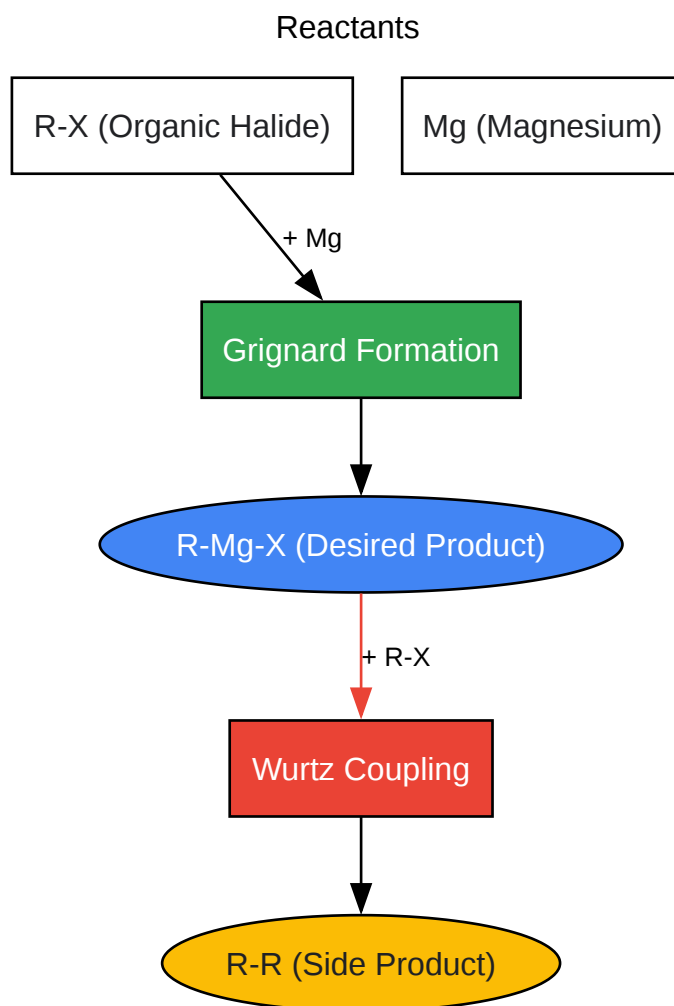 Reactants
R-X (Organic Halide)
Mg (Magnesium)
+ Mg
Grignard Formation
R-Mg-X (Desired Product)
+ R-X
Wurtz Coupling
R-R (Side Product)